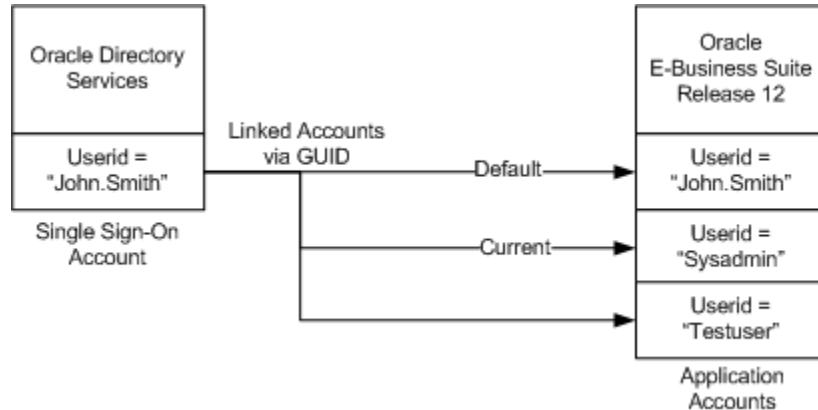 Oracle Directory
Services
Userid =
“John.Smith”
Single Sign-On
Account
Linked Accounts
via GUID
Default
Current
Oracle
E-Business Suite
Release 12
Userid =
“John.Smith”
Userid =
“Sysadmin”
Userid =
“Testuser”
Application
Accounts